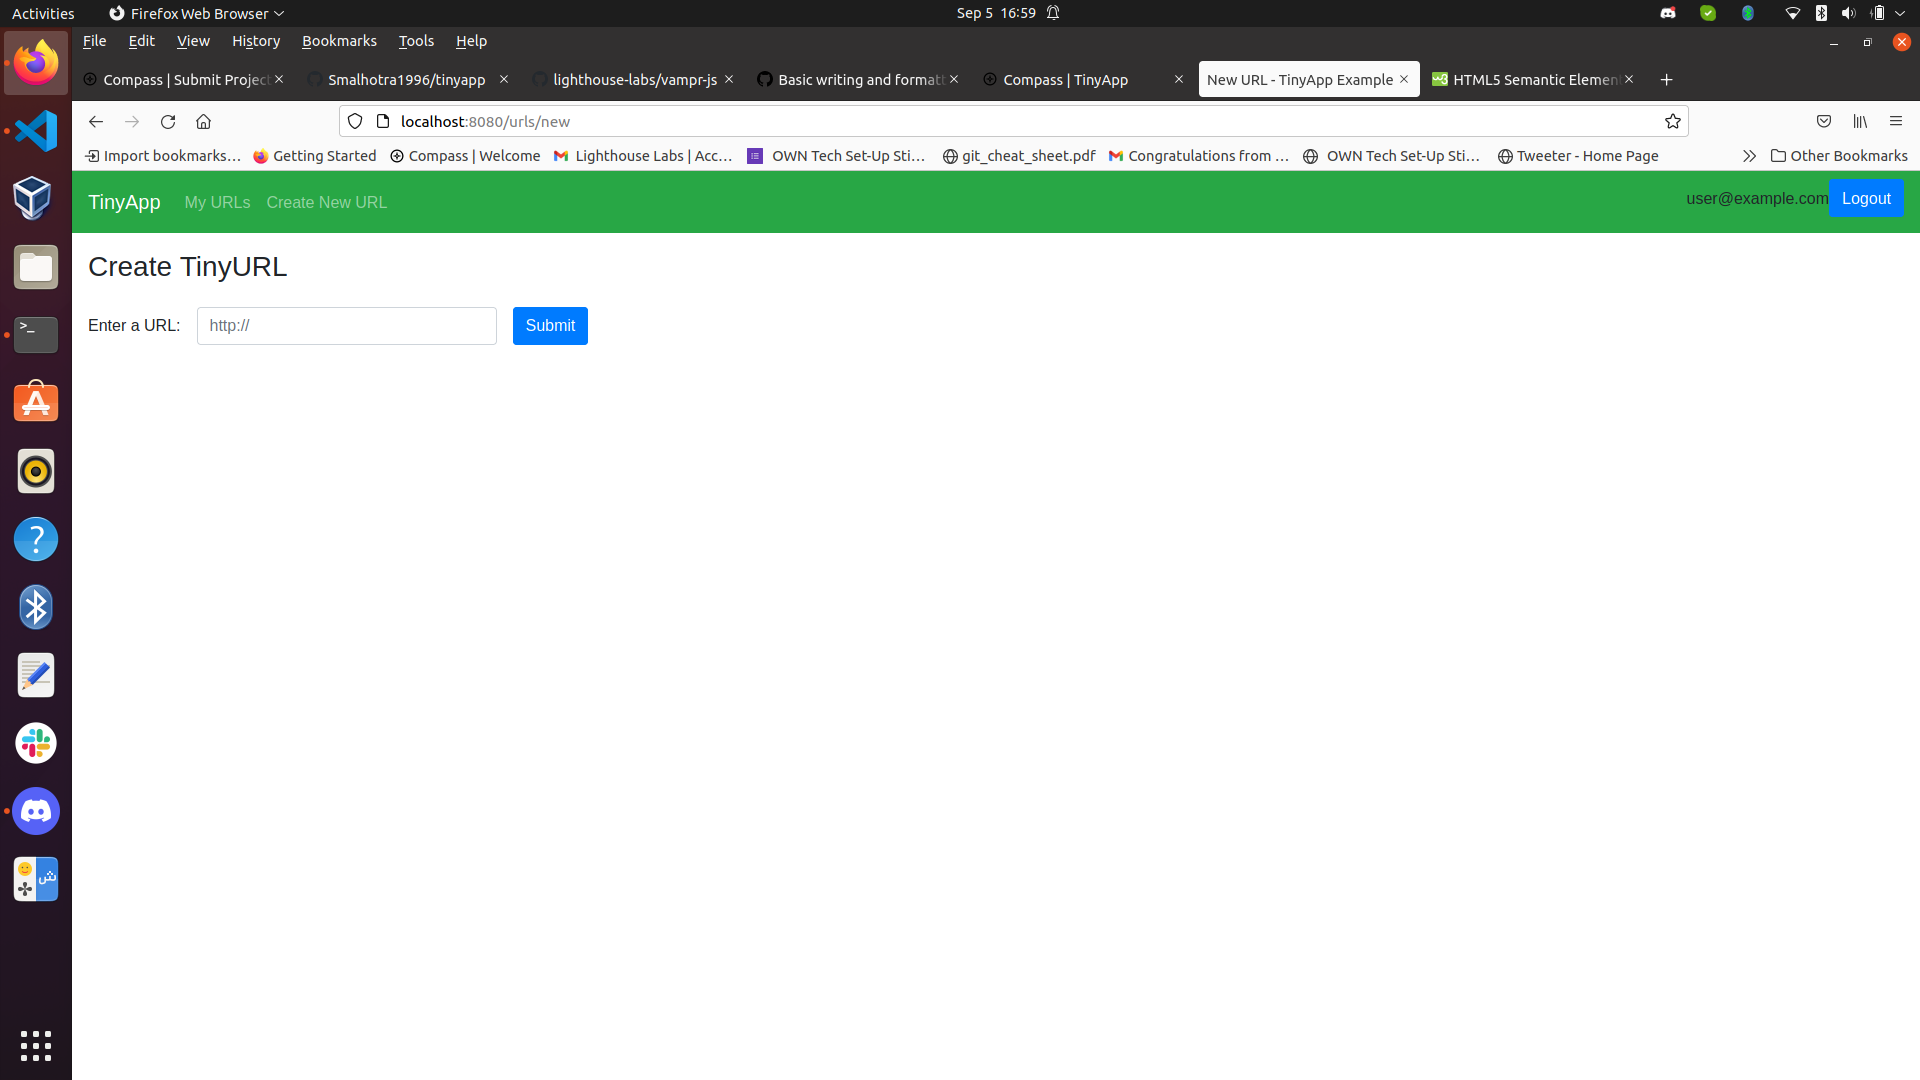 Activities Firefox Web Browser Sep 5 16:59
File Edit View History Bookmarks Tools Help
Compass | Submit Project Smalhotra1996/tinyapp lighthouse-labs/vampr-js Basic writing and formatt Compass | TinyApp New URL - TinyApp Example HTML5 Semantic Elemen
localhost:8080/urls/new
Import bookmarks… Getting Started Compass | Welcome Lighthouse Labs | Acc… OWN Tech Set-Up Sti… git_cheat_sheet.pdf Congratulations from … OWN Tech Set-Up Sti… Tweeter - Home Page Other Bookmarks
TinyApp My URLs Create New URL user@example.com Logout
Create TinyURL
Enter a URL: http:// Submit